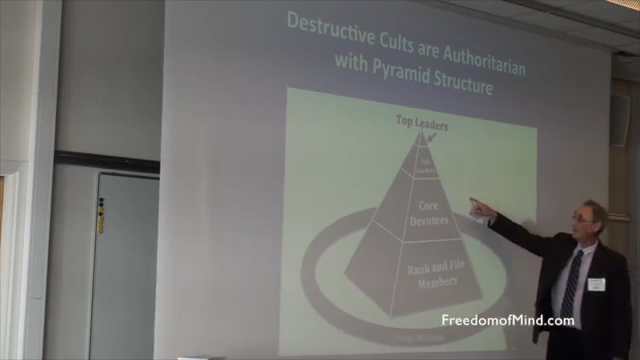 Destructive Cults are Authoritarian
with Pyramid Structure
Top Leaders
Core
Devotees
Rank and File
Members
FreedomofMind.com